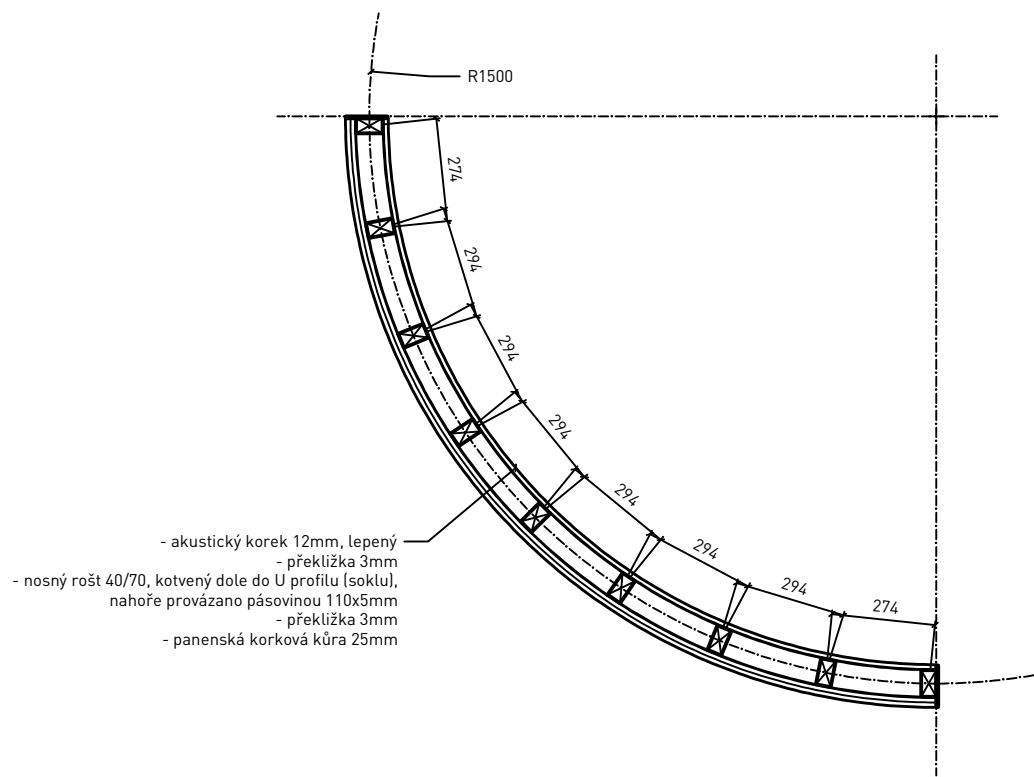 R1500
274
294
294
294
294
294
294
274
- akustický korek 12mm, lepený
- překližka 3mm
- nosný rošt 40/70, kotvený dole do U profilu (soklu),
nahoře provázano pásovinou 110x5mm
- překližka 3mm
- panenská korková kůra 25mm